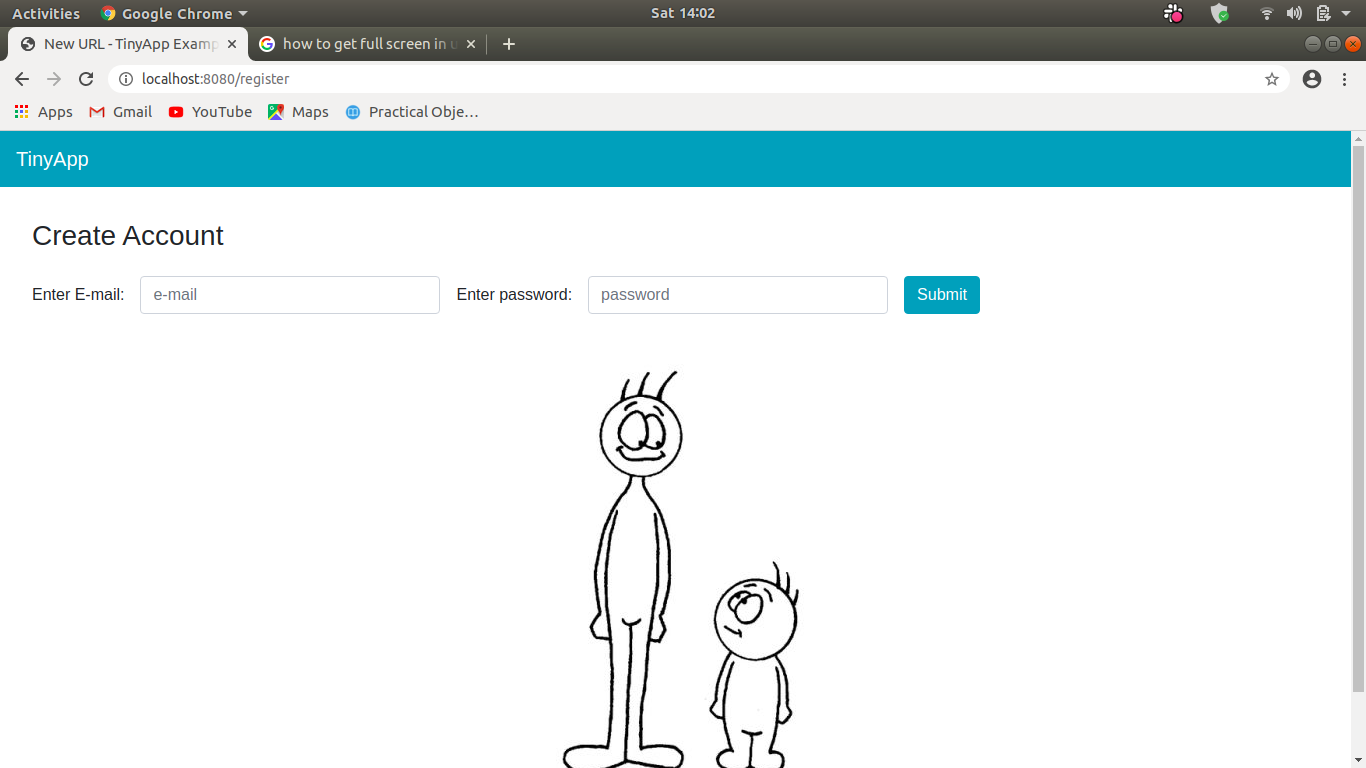 Activities Google Chrome Sat 14:02
New URL - TinyApp Examp how to get full screen in u
localhost:8080/register
Apps Gmail YouTube Maps Practical Obje…
TinyApp
Create Account
Enter E-mail: e-mail Enter password: password Submit